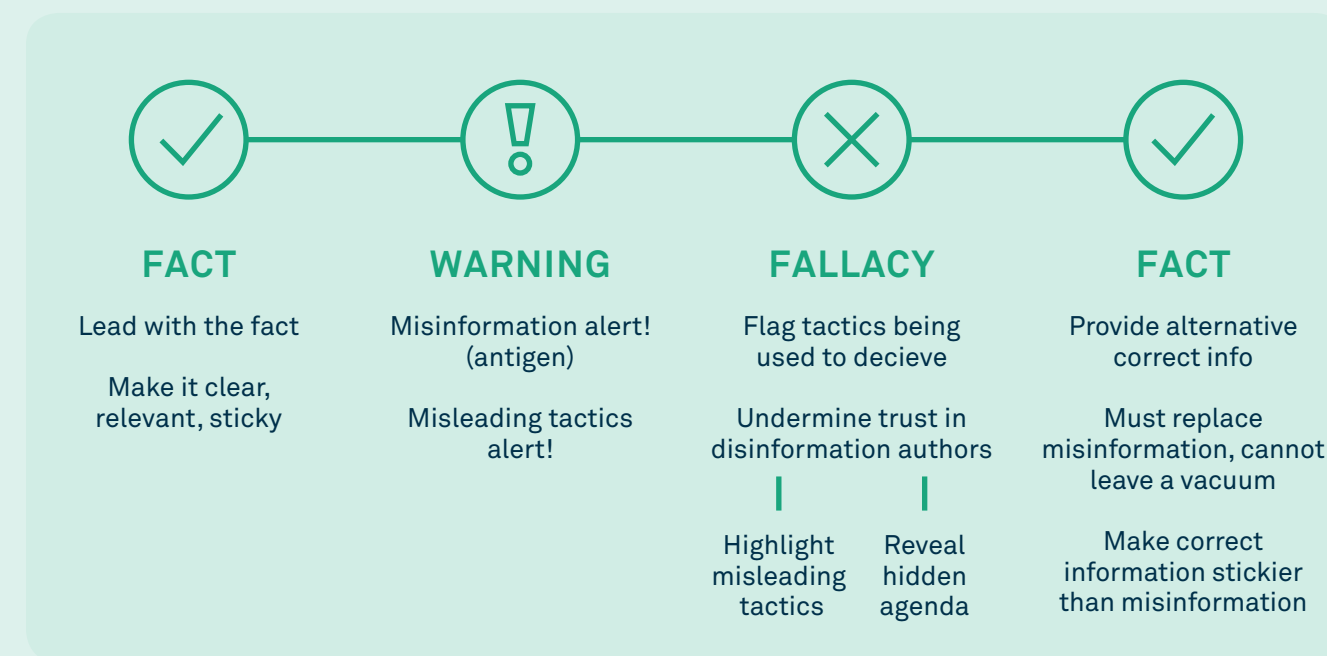 FACT
Lead with the fact
Make it clear,
relevant, sticky
WARNING
Misinformation alert!
(antigen)
Misleading tactics
alert!
FALLACY
Flag tactics being
used to decieve
Undermine trust in
disinformation authors
Highlight
misleading
tactics
Reveal
hidden
agenda
FACT
Provide alternative
correct info
Must replace
misinformation, cannot
leave a vacuum
Make correct
information stickier
than misinformation